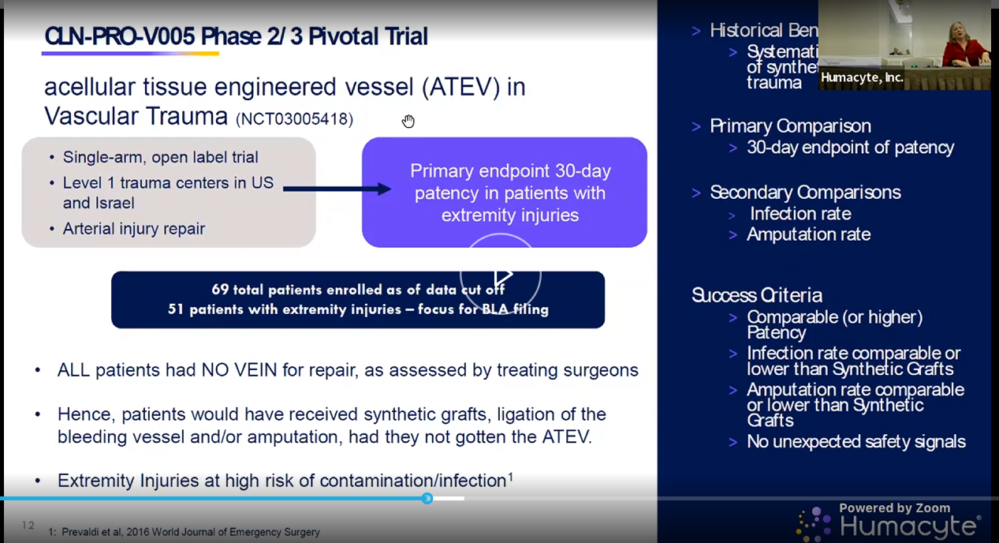 CLN-PRO-V005 Phase 2/ 3 Pivotal Trial
acellular tissue engineered vessel (ATEV) in
Vascular Trauma (NCT03005418)
• Single-arm, open label trial
• Level 1 trauma centers in US
and Israel
• Arterial injury repair
Primary endpoint 30-day
patency in patients with
extremity injuries
69 total patients enrolled as of data cut off
51 patients with extremity injuries – focus for BLA filing
• ALL patients had NO VEIN for repair, as assessed by treating surgeons
• Hence, patients would have received synthetic grafts, ligation of the
bleeding vessel and/or amputation, had they not gotten the ATEV.
• Extremity Injuries at high risk of contamination/infection1
12
1: Prevaldi et al, 2016 World Journal of Emergency Surgery
> Historical
>
of
trauma
Humacyte, Inc.
> Primary Comparison
> 30-day endpoint of patency
> Secondary Comparisons
> Infection rate
> Amputation rate
Success Criteria
> Comparable (or higher)
Patency
> Infection rate comparable or
lower than Synthetic Grafts
> Amputation rate comparable
or lower than Synthetic
Grafts
> No unexpected safety signals
Powered by Zoom
Humacyte®